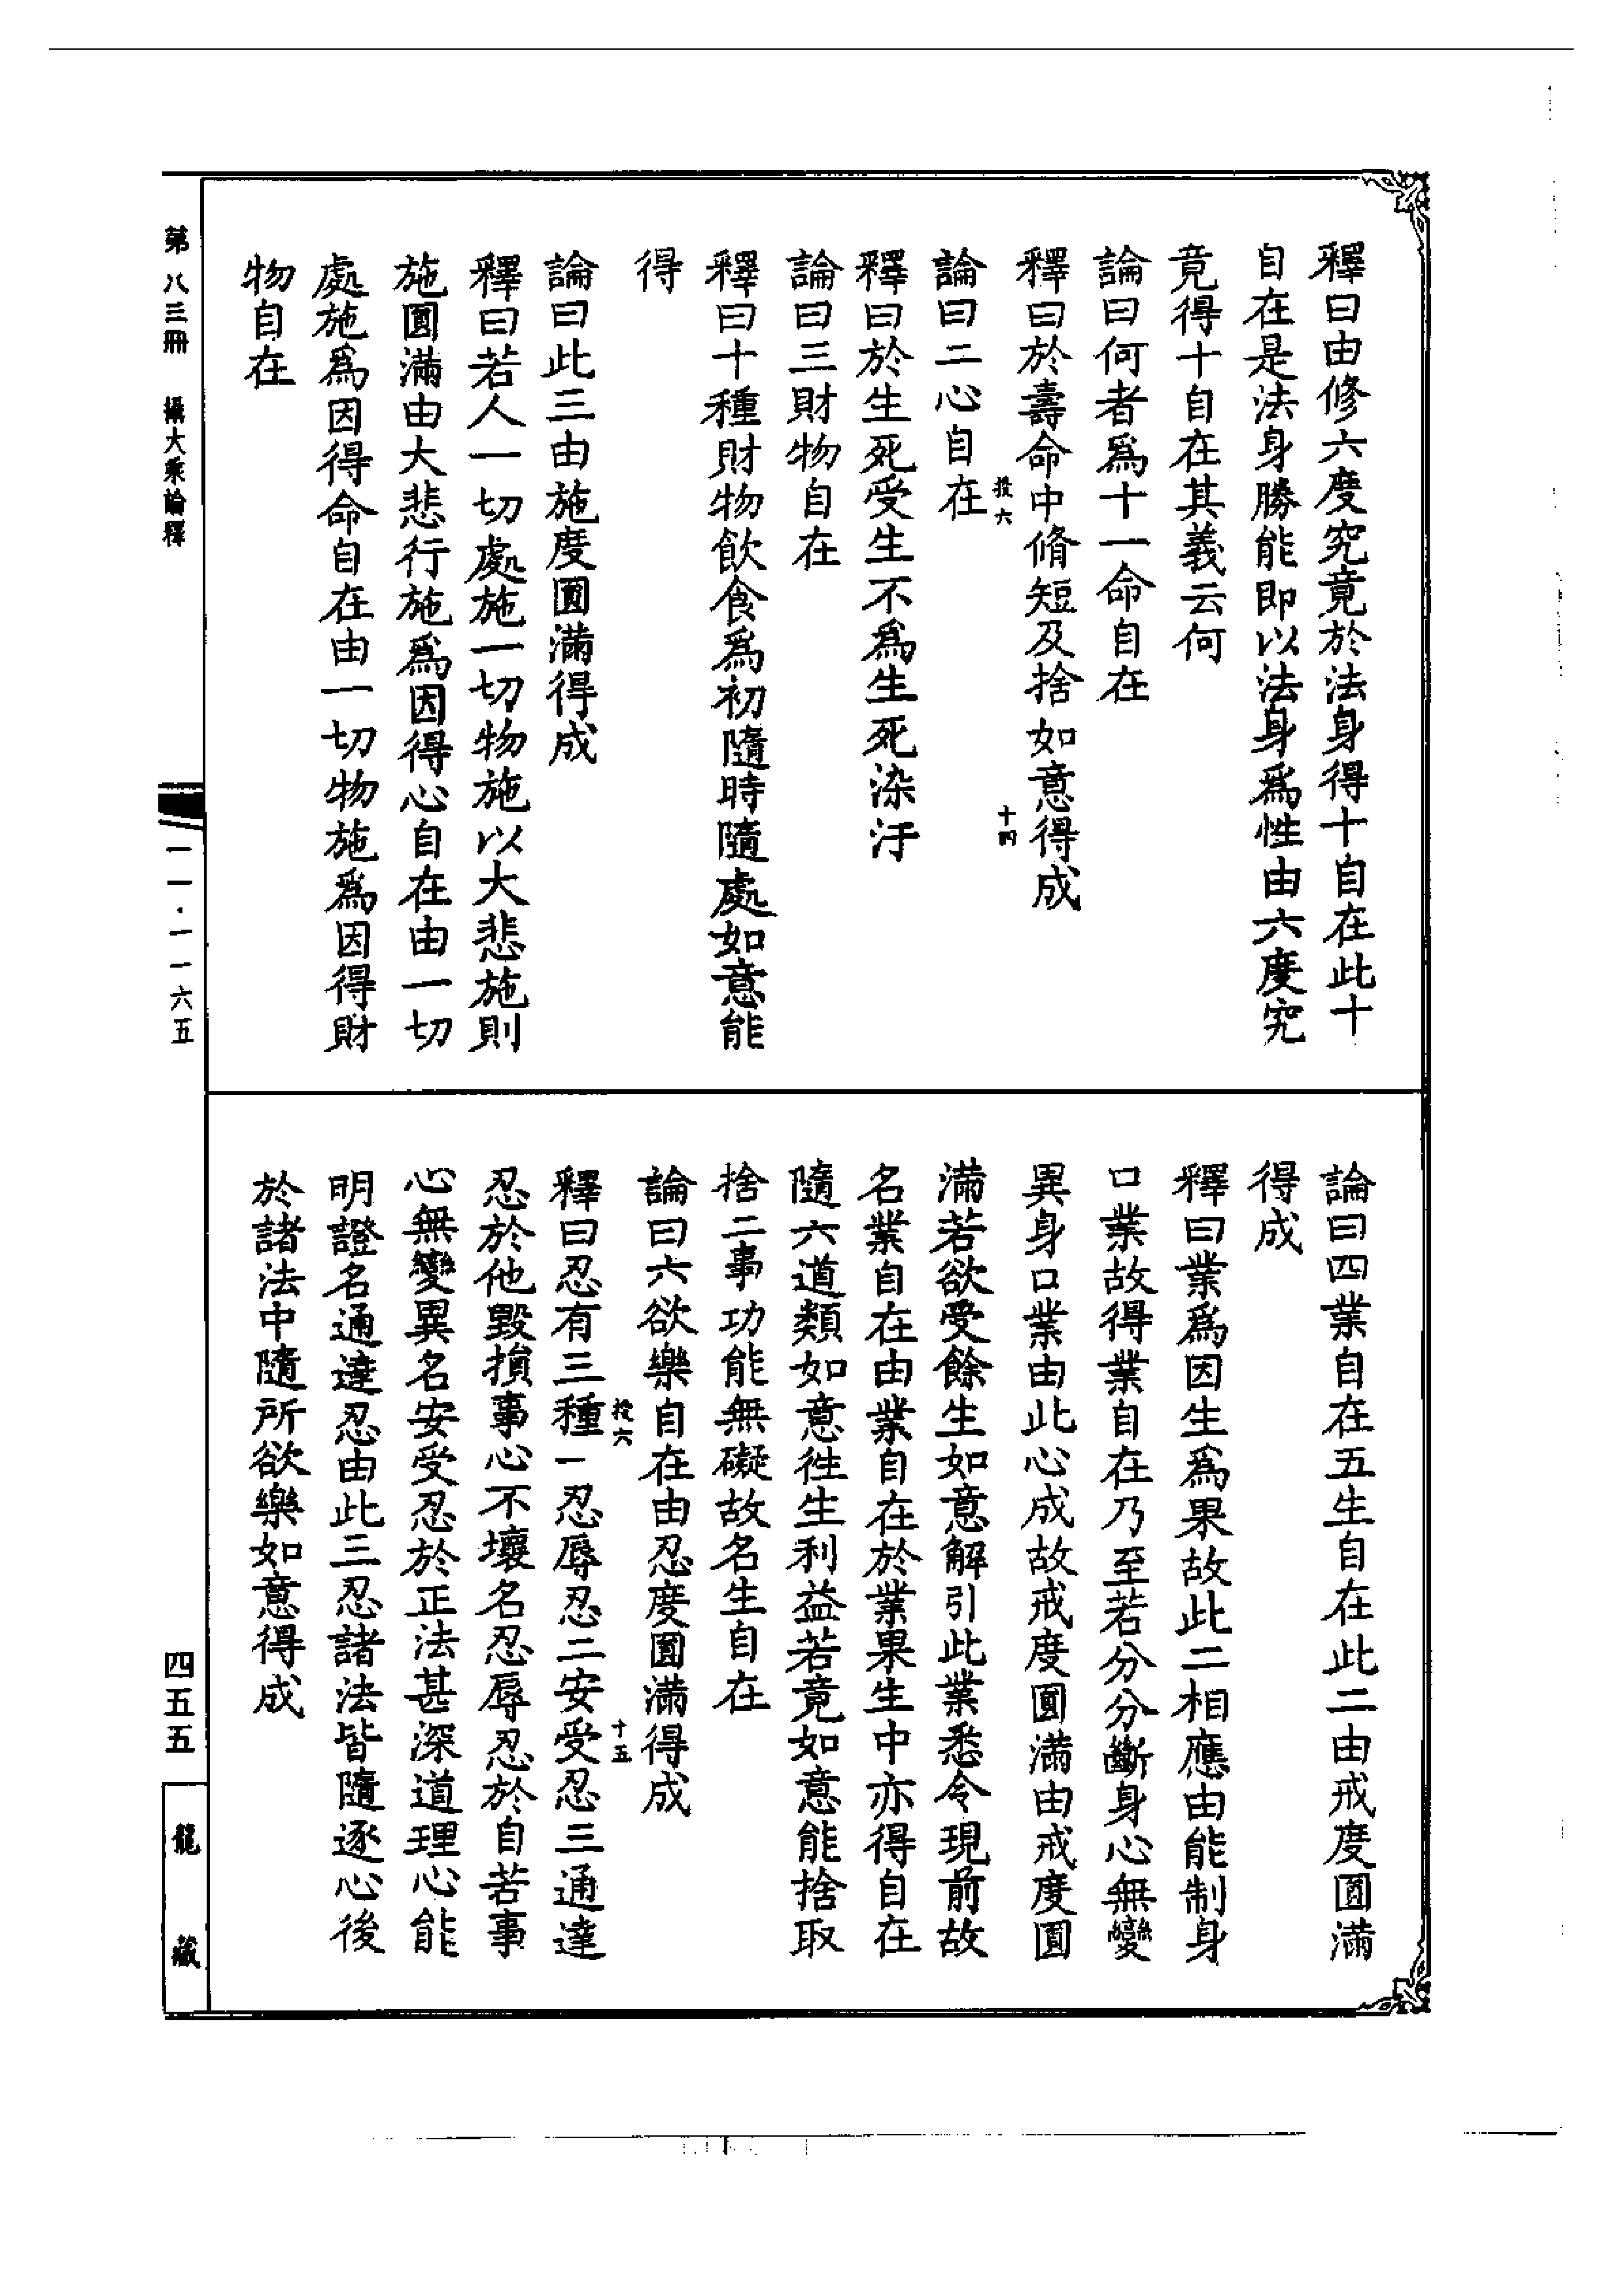 釋曰由修六度究竟於法身得十自在此十
自在是法身勝能即以法身爲性由六度究
竟得十自在其義云何
論曰何者爲十一命自在
釋曰於壽命中脩短及捨如意得成
投六
十四
論曰二心自在
釋曰於生死受生不爲生死染汙
論曰三財物自在
釋曰十種財物飲食爲初隨時隨處如意能
得
論曰此三由施度圓滿得成
釋曰若人一切處施一切物施以大悲施則
施圓滿由大悲行施爲因得心自在由一切
處施爲因得命自在由一切物施爲因得財
物自在
論曰四業自在五生自在此二由戒度圓滿
得成
釋曰業爲因生爲果故此二相應由能制身
口業故得業自在乃至若分分斷身心無變
異身口業由此心成故戒度圓滿由戒度圓
滿若欲受餘生如意解引此業悉令現前故
名業自在由業自在於業果生中亦得自在
隨六道類如意徃生利益若竟如意能捨取
捨二事功能無礙故名生自在
論曰六欲樂自在由忍度圓滿得成
投六
十五
釋曰忍有三種一忍辱忍二安受忍三通達
忍於他毀損事心不壞名忍辱忍於自若事
心無變異名安受忍於正法甚深道理心能
明證名通達忍由此三忍諸法皆隨逐心後
於諸法中隨所欲樂如意得成
第八三冊 攝大乘論釋
一一·一一六五
四五五
龍藏